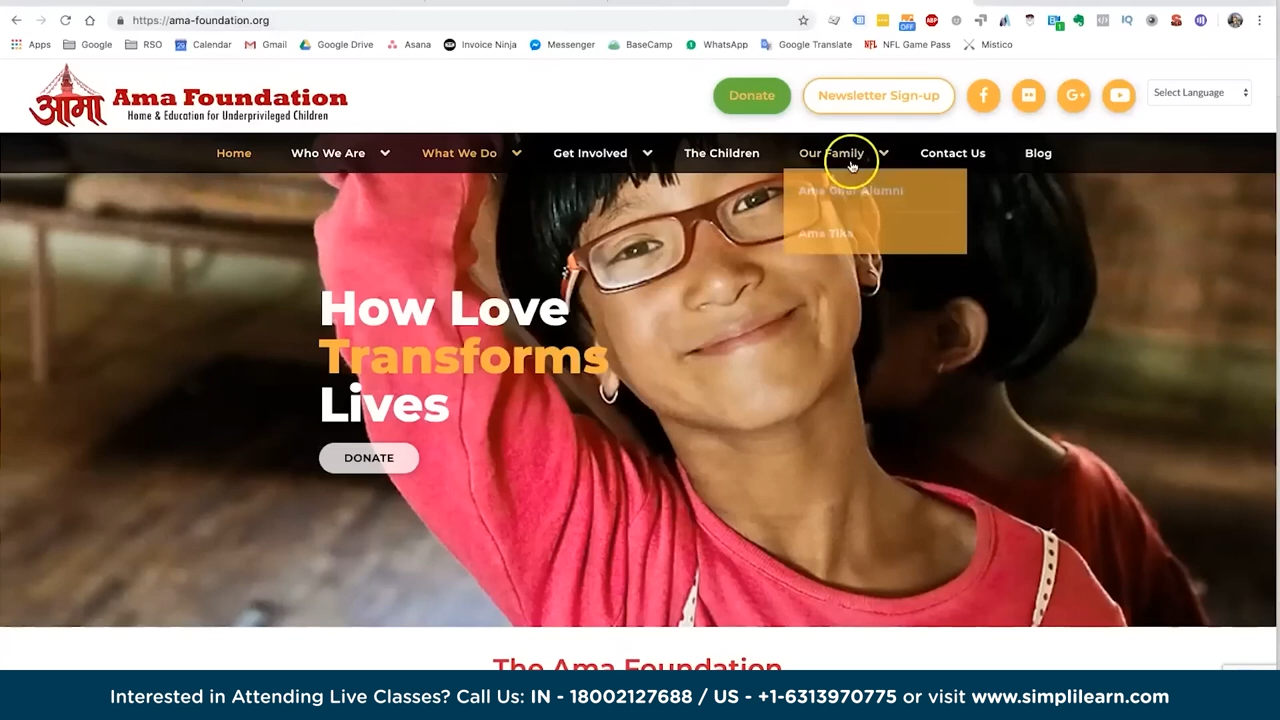 https://ama-foundation.org
OFF
ABP
1
Apps Google RSO Calendar Gmail Google Drive Asana Invoice Ninja Messenger BaseCamp WhatsApp Google Translate NFL NFL Game Pass Mistico
आमा Ama Foundation
Home & Education for Underprivileged Children
Donate Newsletter Sign-up Select Language
Home Who We Are What We Do Get Involved The Children Our Family Contact Us Blog
Ama Ghar Alumni
Ama Tika
How Love
Transforms
Lives
DONATE
The Ama Foundation
Interested in Attending Live Classes? Call Us: IN - 18002127688 / US - +1-6313970775 or visit www.simplilearn.com